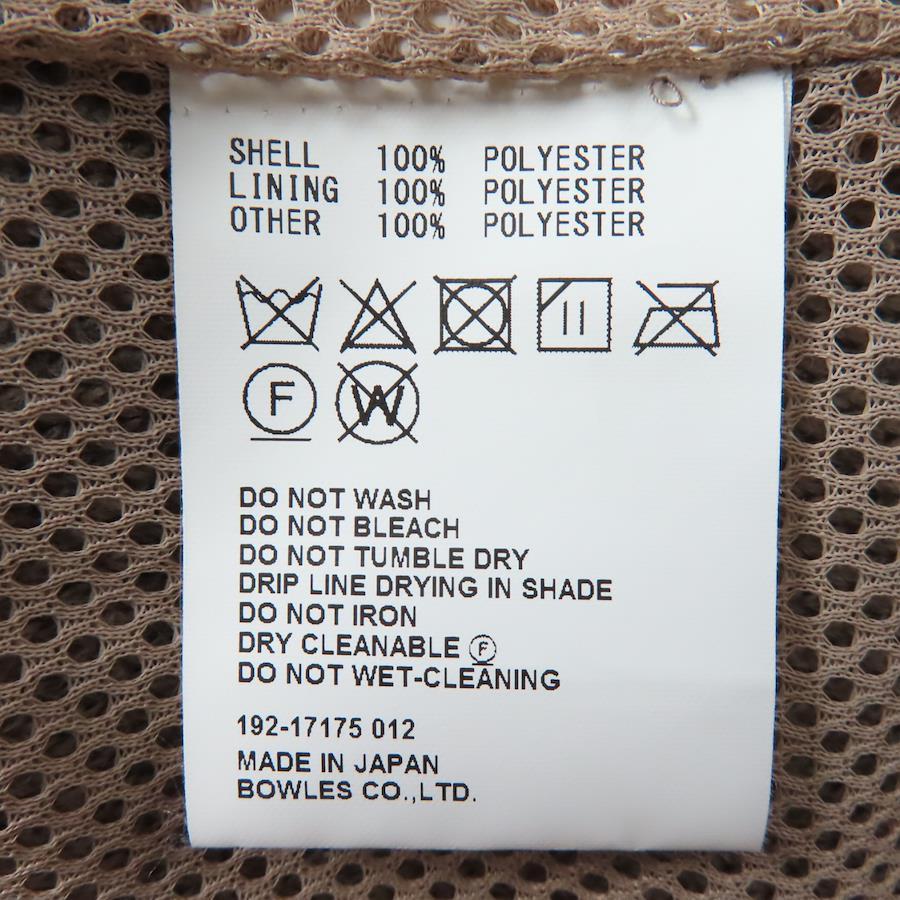 SHELL 100% POLYESTER
LINING 100% POLYESTER
OTHER 100% POLYESTER
F W
DO NOT WASH
DO NOT BLEACH
DO NOT TUMBLE DRY
DRIP LINE DRYING IN SHADE
DO NOT IRON
DRY CLEANABLE Ⓕ
DO NOT WET-CLEANING
192-17175 012
MADE IN JAPAN
BOWLES CO.,LTD.